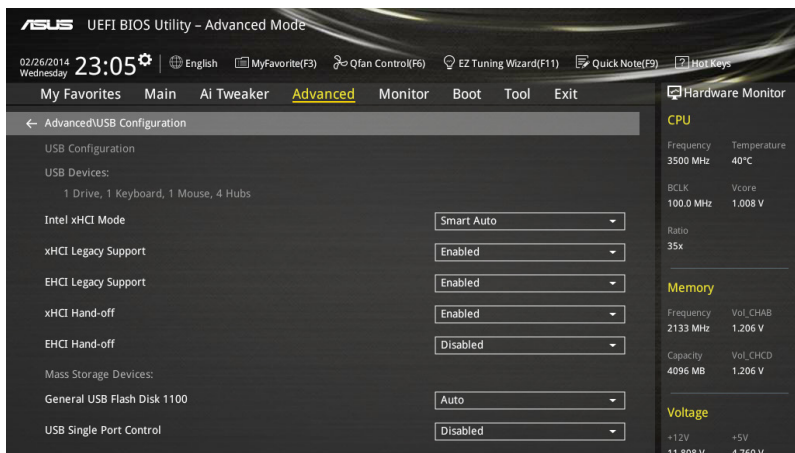 ASUS UEFI BIOS Utility – Advanced Mode
02/26/2014
Wednesday
23:05
English
MyFavorite(F3)
Qfan Control(F6)
EZ Tuning Wizard(F11)
Quick Note(F9)
? Hot Keys
My Favorites Main Ai Tweaker Advanced Monitor Boot Tool Exit
← Advanced\USB Configuration
USB Configuration
USB Devices:
1 Drive, 1 Keyboard, 1 Mouse, 4 Hubs
Intel xHCI Mode Smart Auto
xHCI Legacy Support Enabled
EHCI Legacy Support Enabled
xHCI Hand-off Enabled
EHCI Hand-off Disabled
Mass Storage Devices:
General USB Flash Disk 1100 Auto
USB Single Port Control Disabled
Hardware Monitor
CPU
Frequency Temperature
3500 MHz 40°C
BCLK Vcore
100.0 MHz 1.008 V
Ratio
35x
Memory
Frequency Vol_CHAB
2133 MHz 1.206 V
Capacity Vol_CHCD
4096 MB 1.206 V
Voltage
+12V +5V
11.808 V 4.760 V